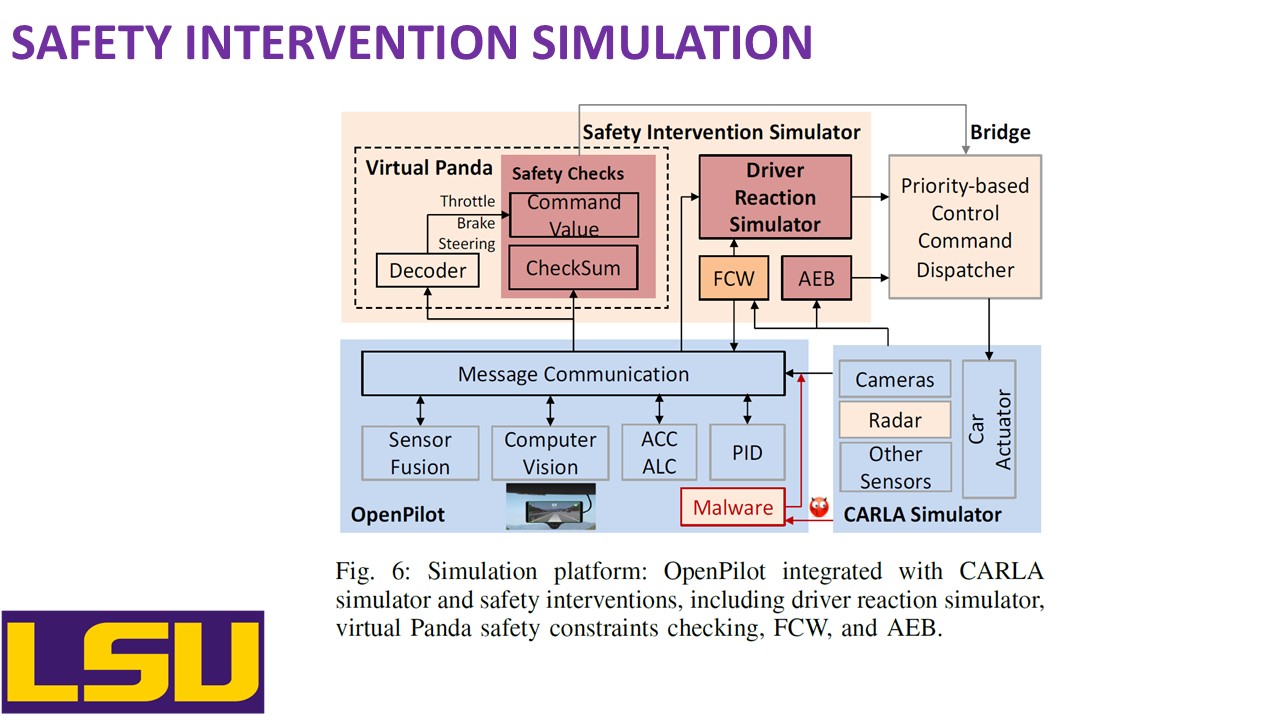 SAFETY INTERVENTION SIMULATION
Safety Intervention Simulator
Bridge
Virtual Panda
Safety Checks
Throttle
Brake
Steering
Command
Value
CheckSum
Decoder
Driver
Reaction
Simulator
FCW
AEB
Priority-based
Control
Command
Dispatcher
Message Communication
Sensor
Fusion
Computer
Vision
ACC
ALC
PID
Malware
OpenPilot
Cameras
Radar
Other
Sensors
Car
Actuator
CARLA Simulator
Fig. 6: Simulation platform: OpenPilot integrated with CARLA
simulator and safety interventions, including driver reaction simulator,
virtual Panda safety constraints checking, FCW, and AEB.
LSU